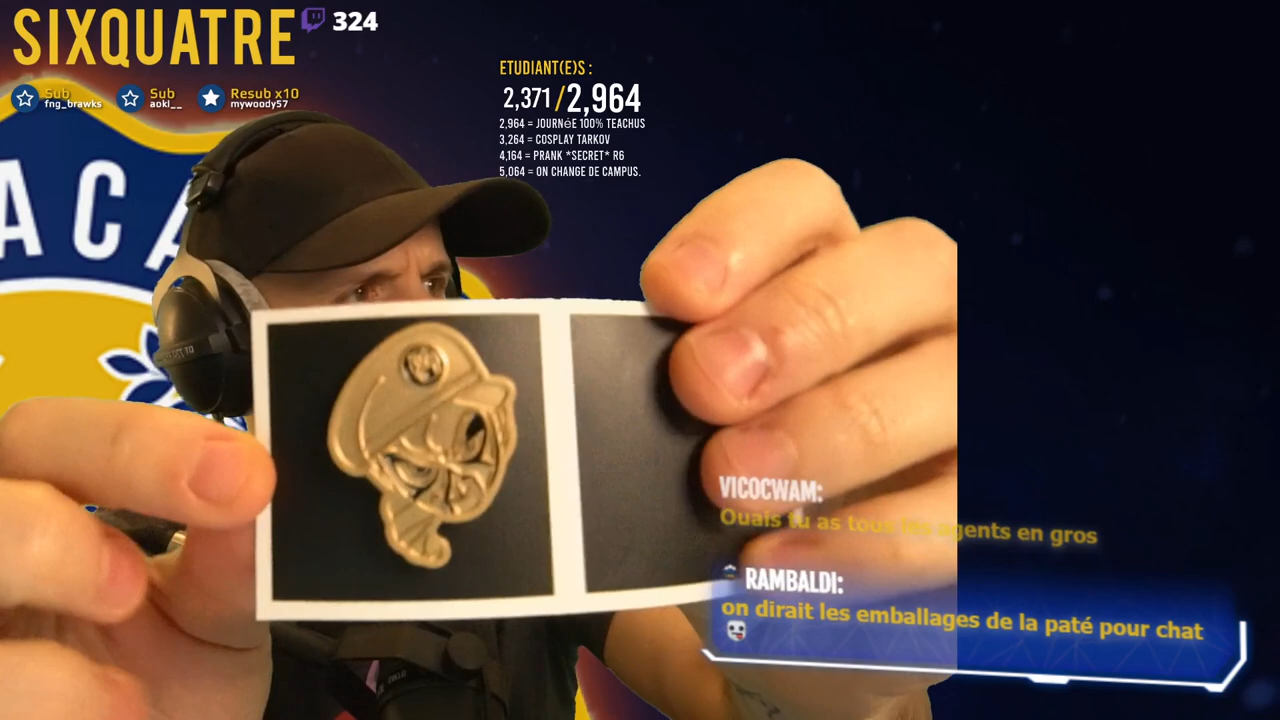 SIXQUATRE
324
Sub
fng_brawks
Sub
aokl__
Resub x10
mywoody57
ETUDIANT(E)S :
2,371 / 2,964
2,964 = JOURNéE 100% TEACHUS
3,264 = COSPLAY TARKOV
4,164 = PRANK *SECRET* R6
5,064 = ON CHANGE DE CAMPUS.
ACA
VICOCWAM:
Ouais tu as tous les agents en gros
RAMBALDI:
on dirait les emballages de la paté pour chat